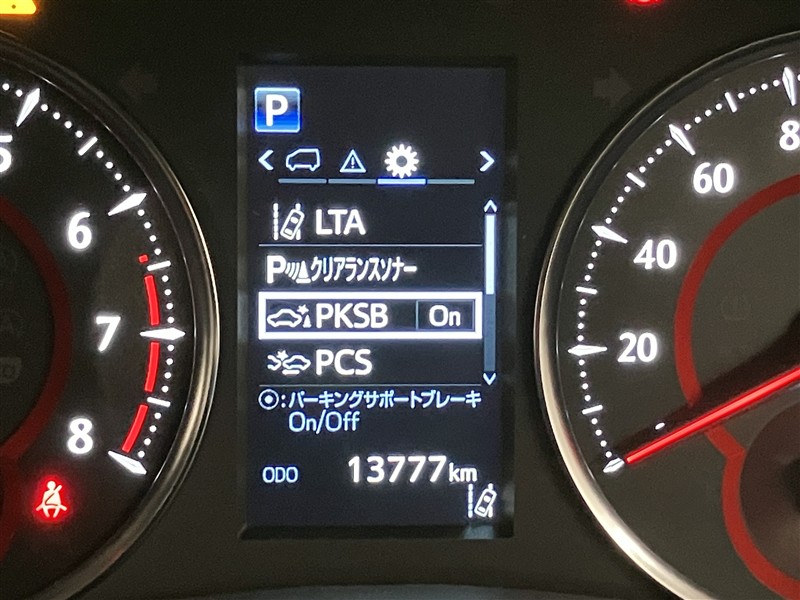 P
LTA
Pクリアランスソナー
PKSB On
PCS
:パーキングサポートブレーキ
On/Off
ODO 13777km
5
6
7
8
20
40
60
8